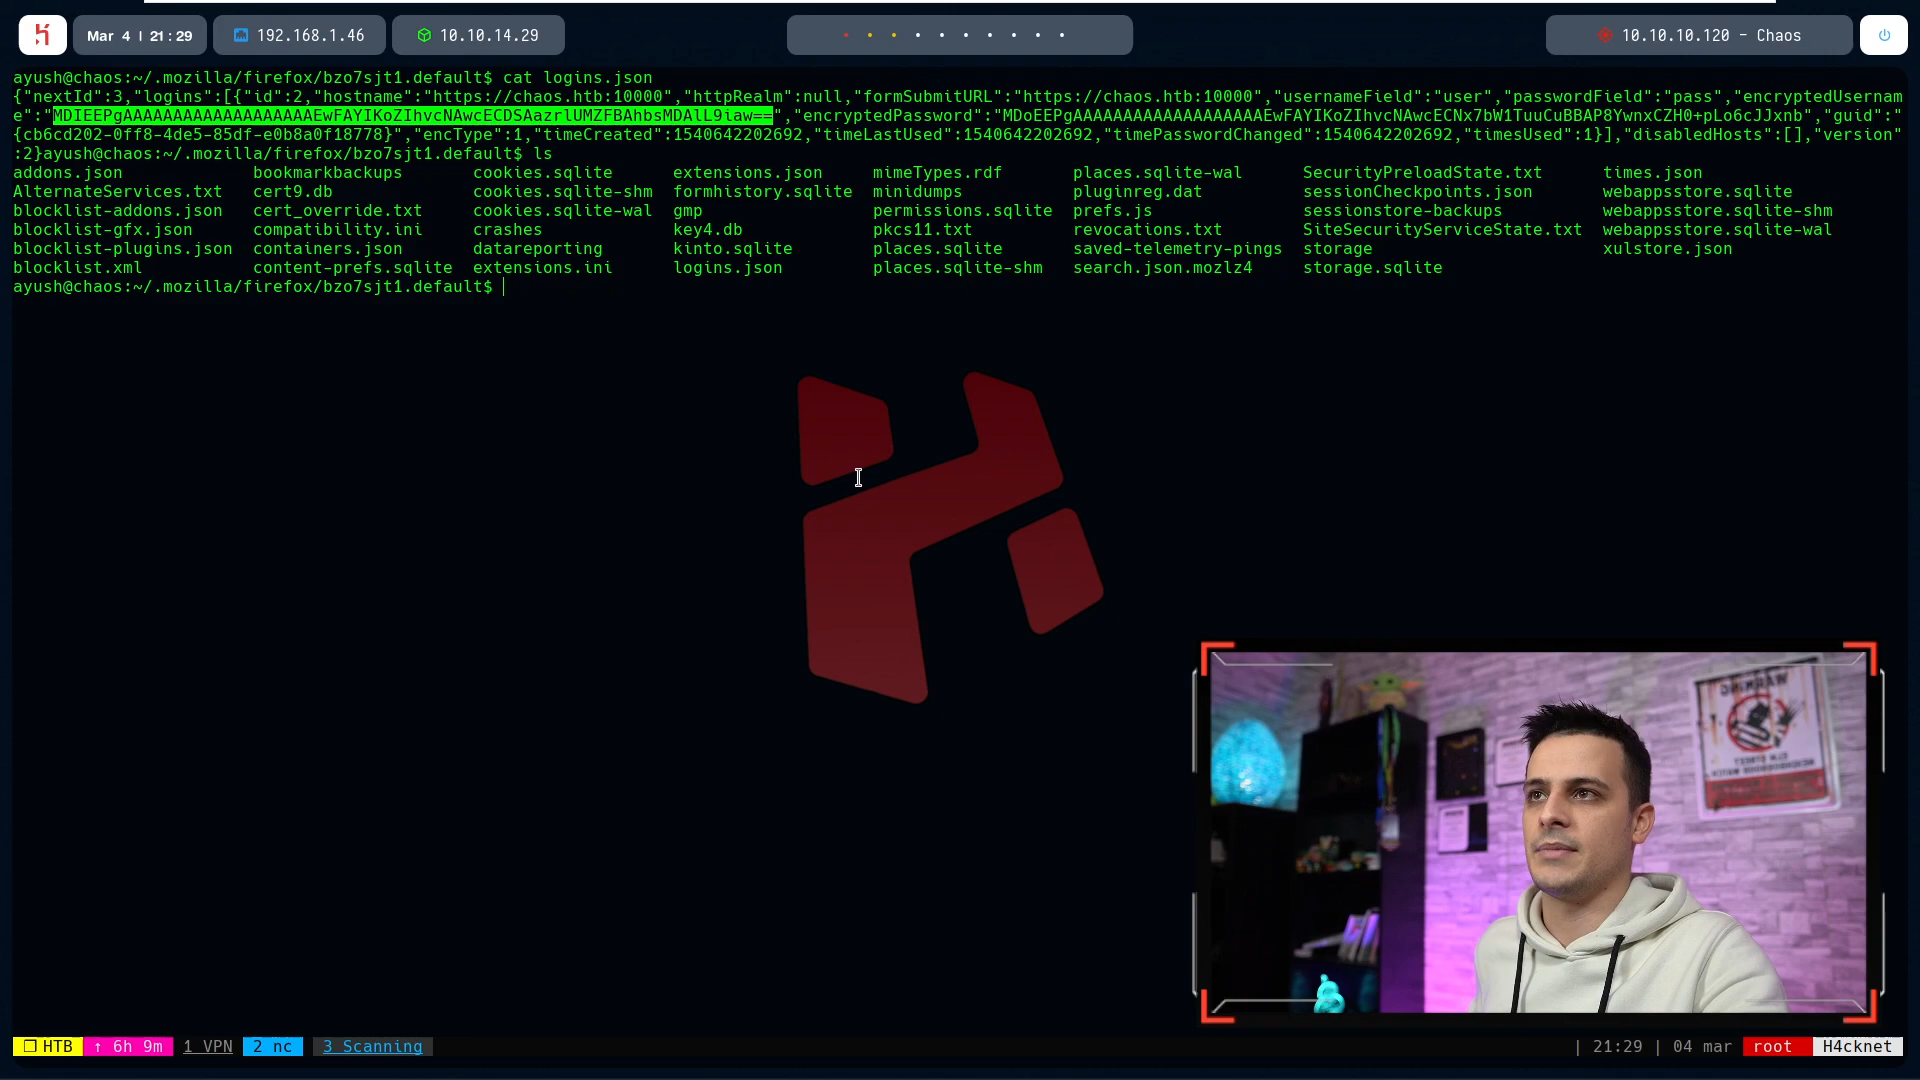 Mar 4 | 21:29
192.168.1.46
10.10.14.29
10.10.10.120 - Chaos
ayush@chaos:~/.mozilla/firefox/bzo7sjt1.default$ cat logins.json
{"nextId":3,"logins":[{"id":2,"hostname":"https://chaos.htb:10000","httpRealm":null,"formSubmitURL":"https://chaos.htb:10000","usernameField":"user","passwordField":"pass","encryptedUsernam
e":"MDIEEPgAAAAAAAAAAAAAAAAAAAEwFAYIKoZIhvcNAwcECDSAazrlUMZFBAhbsMDAlL9iaw==","encryptedPassword":"MDoEEPgAAAAAAAAAAAAAAAAAAAEwFAYIKoZIhvcNAwcECNx7bW1TuuCuBBAP8YwnxCZH0+pLo6cJJxnb","guid":"
{cb6cd202-0ff8-4de5-85df-e0b8a0f18778}","encType":1,"timeCreated":1540642202692,"timeLastUsed":1540642202692,"timePasswordChanged":1540642202692,"timesUsed":1}],"disabledHosts":[],"version"
:2}ayush@chaos:~/.mozilla/firefox/bzo7sjt1.default$ ls
addons.json bookmarkbackups cookies.sqlite extensions.json mimeTypes.rdf places.sqlite-wal SecurityPreloadState.txt times.json
AlternateServices.txt cert9.db cookies.sqlite-shm formhistory.sqlite minidumps pluginreg.dat sessionCheckpoints.json webappsstore.sqlite
blocklist-addons.json cert_override.txt cookies.sqlite-wal gmp permissions.sqlite prefs.js sessionstore-backups webappsstore.sqlite-shm
blocklist-gfx.json compatibility.ini crashes key4.db pkcs11.txt revocations.txt SiteSecurityServiceState.txt webappsstore.sqlite-wal
blocklist-plugins.json containers.json datareporting kinto.sqlite places.sqlite saved-telemetry-pings storage xulstore.json
blocklist.xml content-prefs.sqlite extensions.ini logins.json places.sqlite-shm search.json.mozlz4 storage.sqlite
ayush@chaos:~/.mozilla/firefox/bzo7sjt1.default$
WARNING
HTB ↑ 6h 9m 1 VPN 2 nc 3 Scanning
| 21:29 | 04 mar root H4cknet